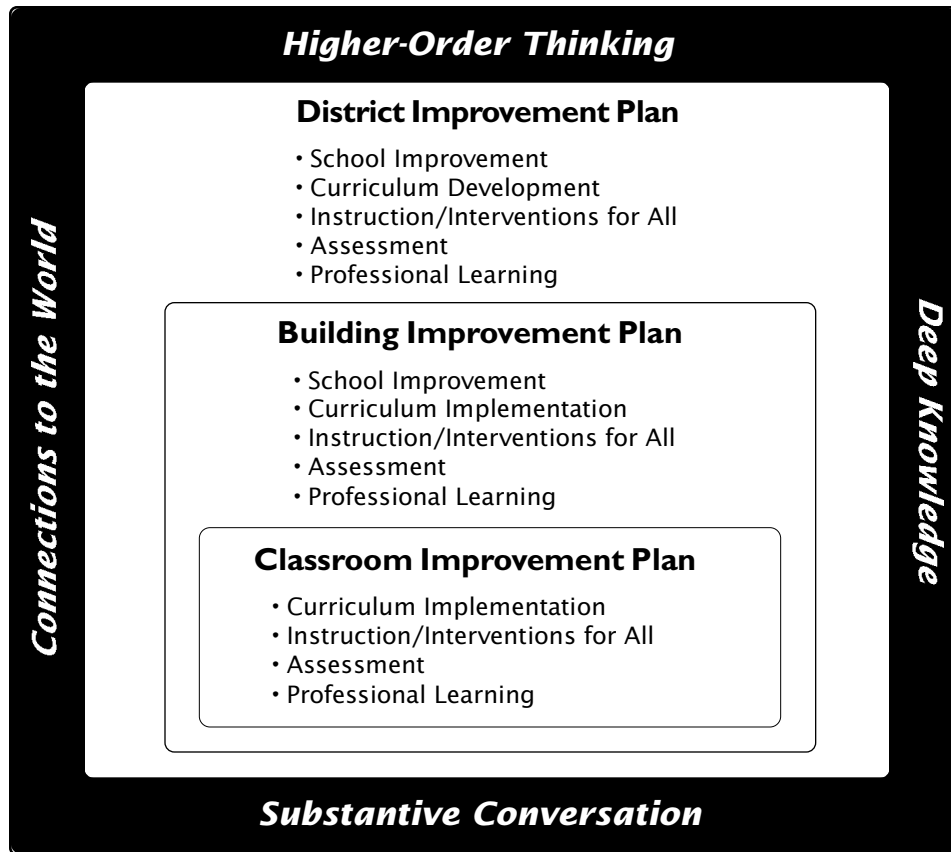 Higher-Order Thinking
District Improvement Plan
• School Improvement
• Curriculum Development
• Instruction/Interventions for All
• Assessment
• Professional Learning
Connections to the World
Deep Knowledge
Building Improvement Plan
• School Improvement
• Curriculum Implementation
• Instruction/Interventions for All
• Assessment
• Professional Learning
Classroom Improvement Plan
• Curriculum Implementation
• Instruction/Interventions for All
• Assessment
• Professional Learning
Substantive Conversation